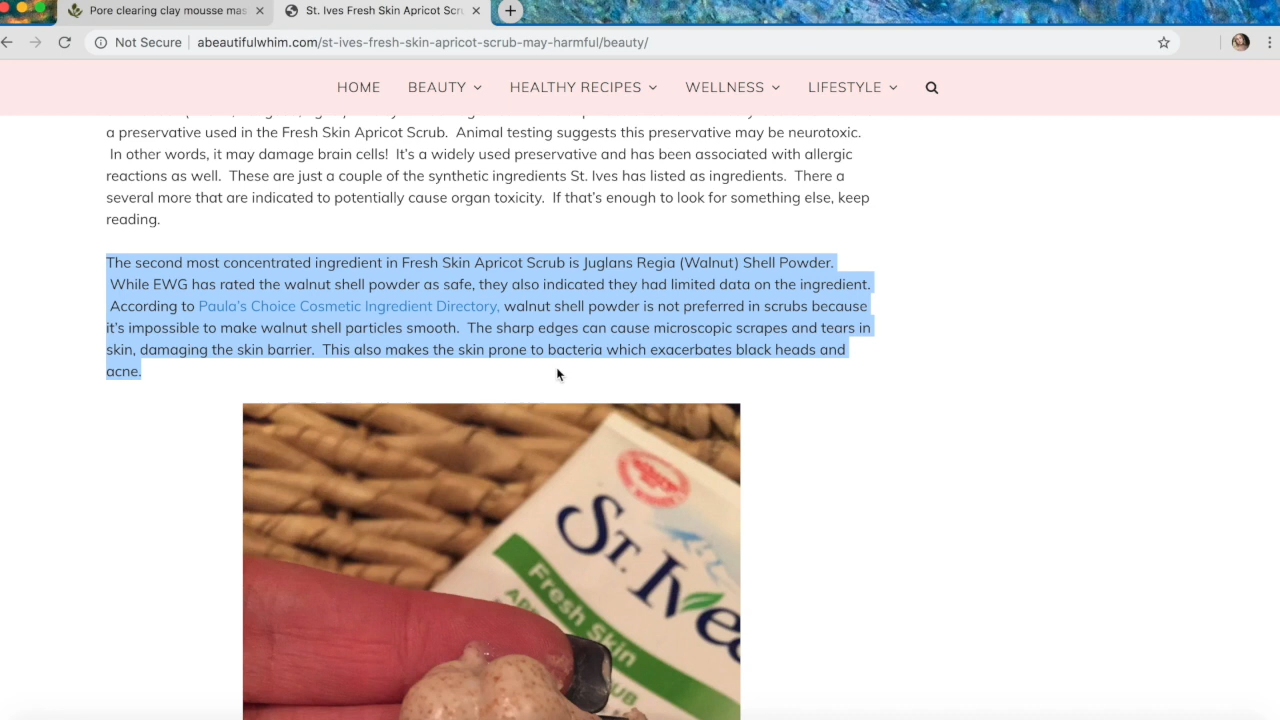 Pore clearing clay mousse mas
St. Ives Fresh Skin Apricot Scru
Not Secure
abeautifulwhim.com/st-ives-fresh-skin-apricot-scrub-may-harmful/beauty/
HOME
BEAUTY
HEALTHY RECIPES
WELLNESS
LIFESTYLE
a preservative used in the Fresh Skin Apricot Scrub. Animal testing suggests this preservative may be neurotoxic.
In other words, it may damage brain cells! It's a widely used preservative and has been associated with allergic
reactions as well. These are just a couple of the synthetic ingredients St. Ives has listed as ingredients. There a
several more that are indicated to potentially cause organ toxicity. If that's enough to look for something else, keep
reading.
The second most concentrated ingredient in Fresh Skin Apricot Scrub is Juglans Regia (Walnut) Shell Powder.
While EWG has rated the walnut shell powder as safe, they also indicated they had limited data on the ingredient.
According to Paula's Choice Cosmetic Ingredient Directory, walnut shell powder is not preferred in scrubs because
it's impossible to make walnut shell particles smooth. The sharp edges can cause microscopic scrapes and tears in
skin, damaging the skin barrier. This also makes the skin prone to bacteria which exacerbates black heads and
acne.
St. Ives
Fresh Skin